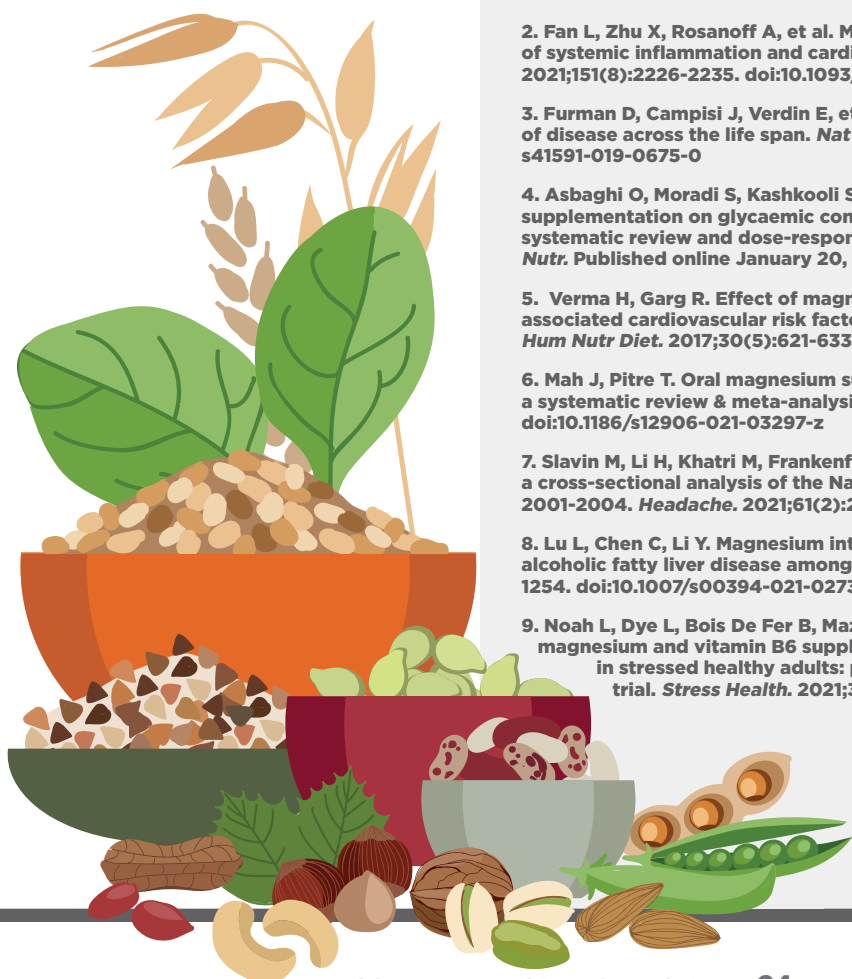 2. Fan L, Zhu X, Rosanoff A, et al. M
of systemic inflammation and cardi
2021;151(8):2226-2235. doi:10.1093/
3. Furman D, Campisi J, Verdin E, et
of disease across the life span. Nat
s41591-019-0675-0
4. Asbaghi O, Moradi S, Kashkooli S
supplementation on glycaemic con
systematic review and dose-respon
Nutr. Published online January 20,
5. Verma H, Garg R. Effect of magn
associated cardiovascular risk facto
Hum Nutr Diet. 2017;30(5):621-633
6. Mah J, Pitre T. Oral magnesium su
a systematic review & meta-analysi
doi:10.1186/s12906-021-03297-z
7. Slavin M, Li H, Khatri M, Frankenf
a cross-sectional analysis of the Na
2001-2004. Headache. 2021;61(2):2
8. Lu L, Chen C, Li Y. Magnesium int
alcoholic fatty liver disease among
1254. doi:10.1007/s00394-021-0273
9. Noah L, Dye L, Bois De Fer B, Maz
magnesium and vitamin B6 suppl
in stressed healthy adults: p
trial. Stress Health. 2021;3